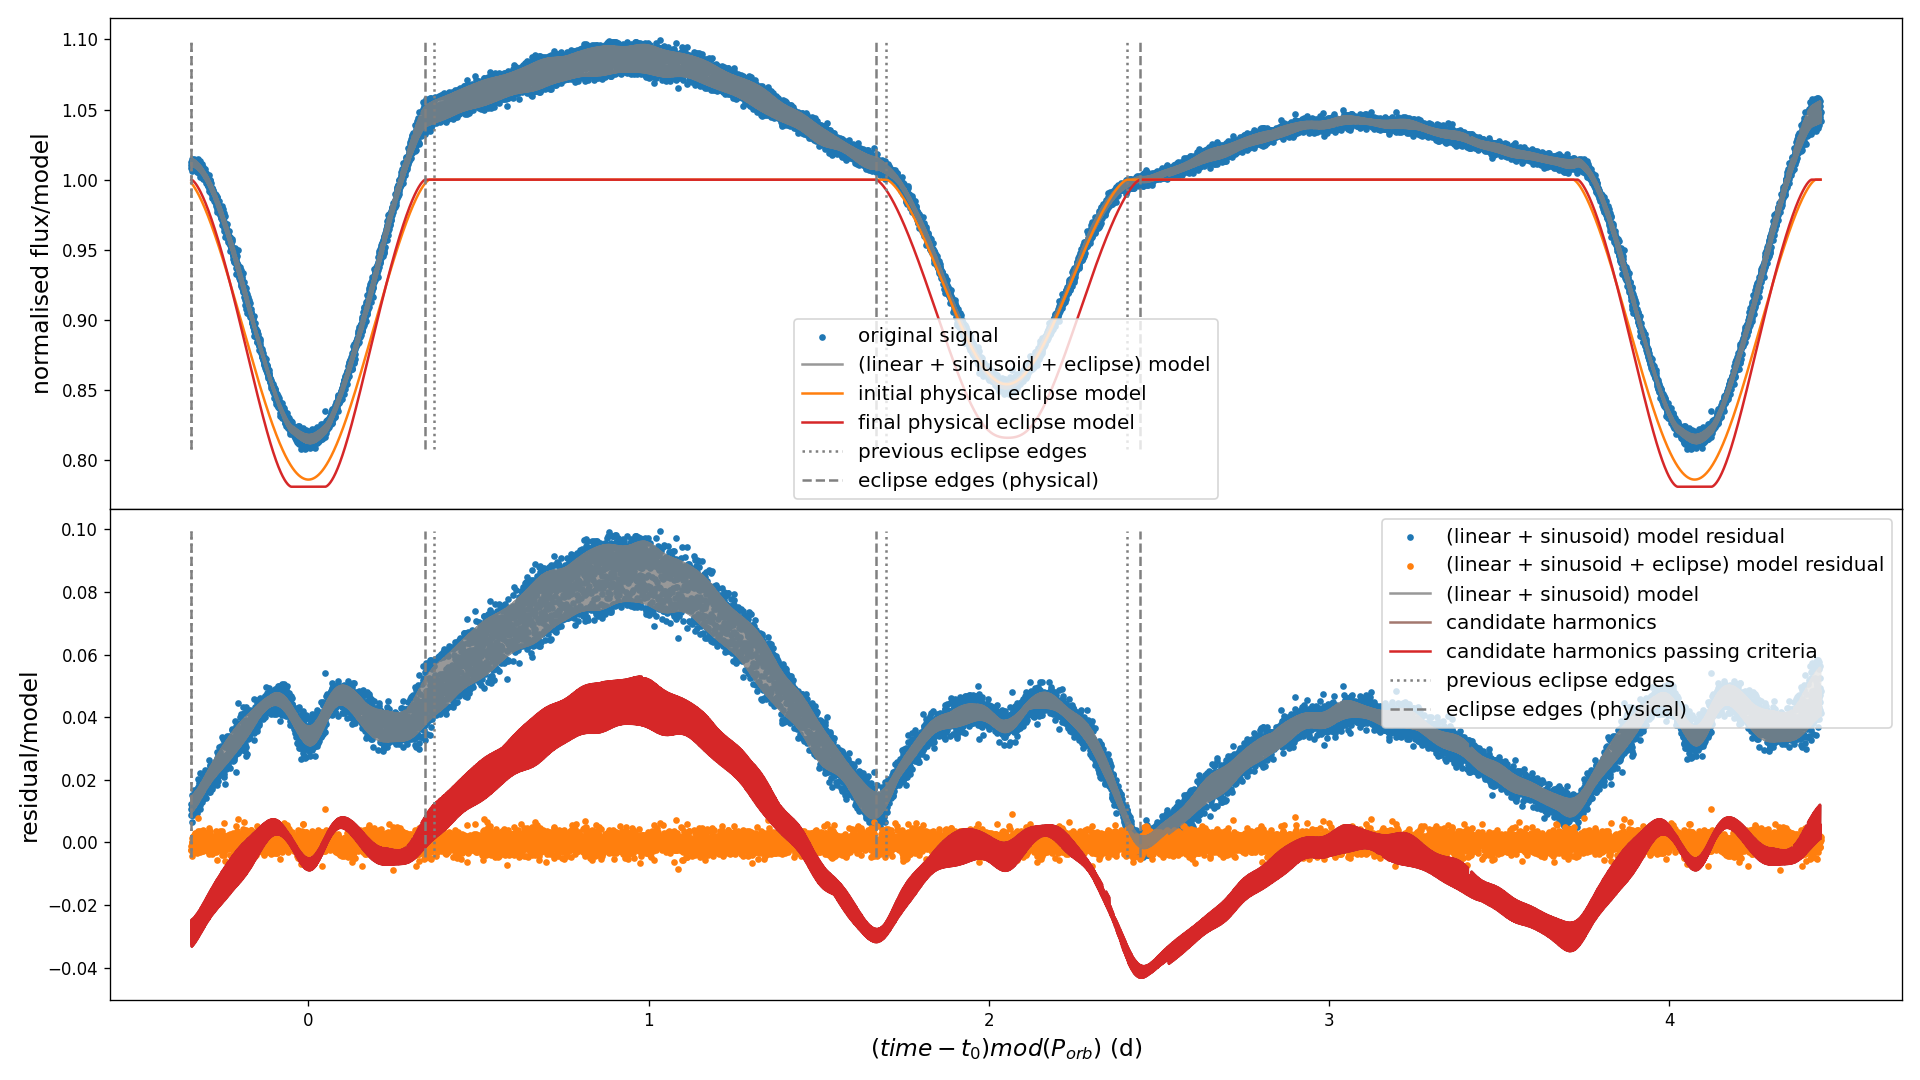 normalised flux/model
1.10
1.05
1.00
0.95
0.90
0.85
0.80
original signal
(linear + sinusoid + eclipse) model
initial physical eclipse model
final physical eclipse model
previous eclipse edges
eclipse edges (physical)
residual/model
0.10
0.08
0.06
0.04
0.02
0.00
−0.02
−0.04
(linear + sinusoid) model residual
(linear + sinusoid + eclipse) model residual
(linear + sinusoid) model
candidate harmonics
candidate harmonics passing criteria
previous eclipse edges
eclipse edges (physical)
0 1 2 3 4
(time − t₀)mod(Pₒᵣb) (d)